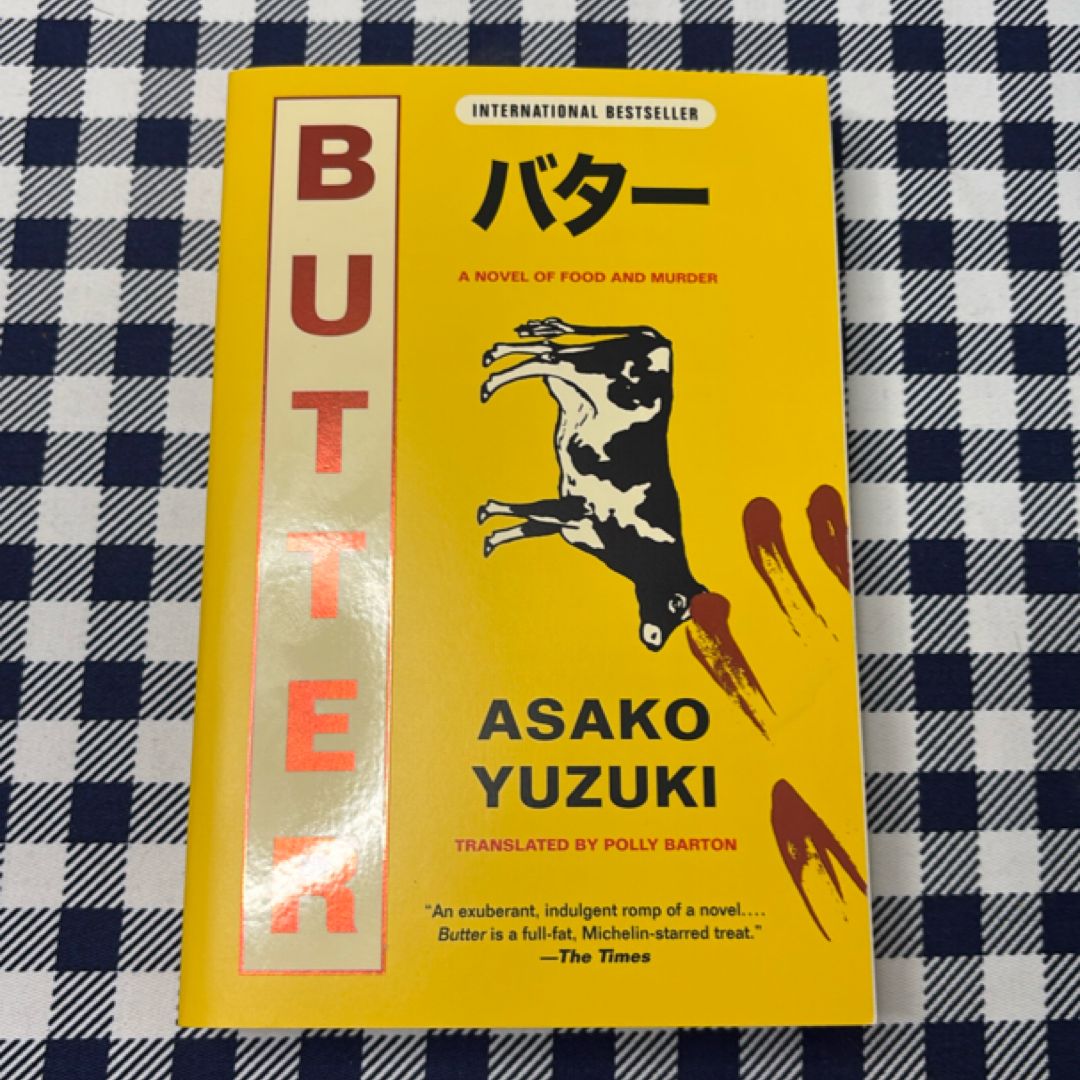 BUTTER
INTERNATIONAL BESTSELLER
バター
A NOVEL OF FOOD AND MURDER
ASAKO
YUZUKI
TRANSLATED BY POLLY BARTON
“An exuberant, indulgent romp of a novel....
Butter is a full-fat, Michelin-starred treat.”
—The Times